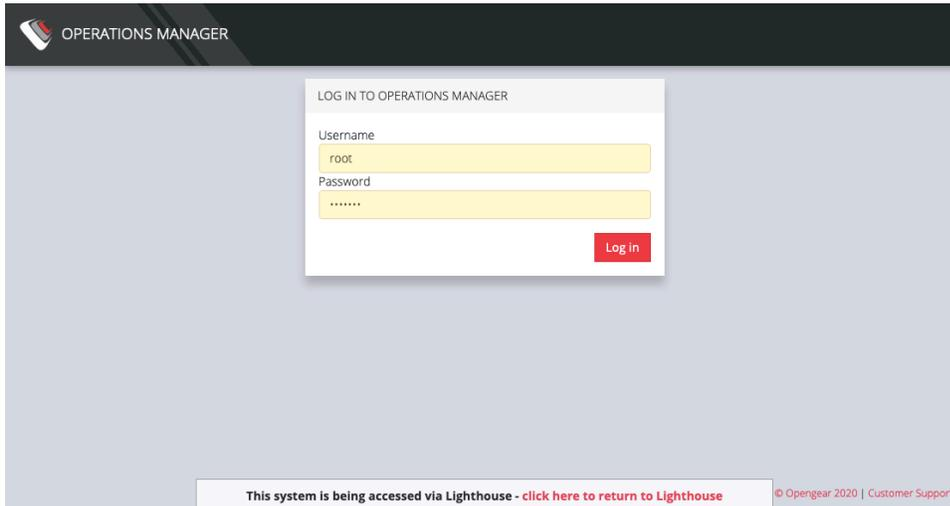 OPERATIONS MANAGER
LOG IN TO OPERATIONS MANAGER
Username
root
Password
•••••••
Log in
This system is being accessed via Lighthouse - click here to return to Lighthouse
© Opengear 2020 | Customer Suppor